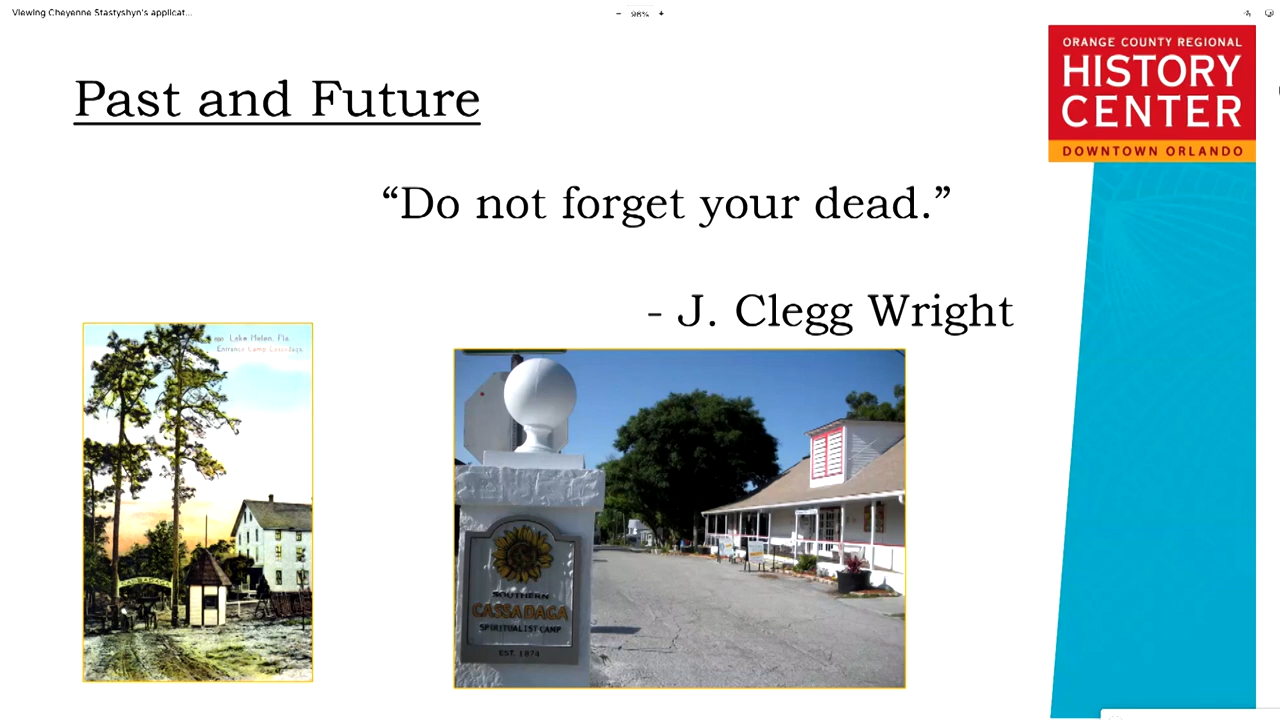 Viewing Cheyenne Stastyshyn's applicat...
98%
ORANGE COUNTY REGIONAL
HISTORY
CENTER
DOWNTOWN ORLANDO
Past and Future
“Do not forget your dead.”
- J. Clegg Wright
Lake Helen, Fla.
Entrance Camp Cassadaga
CASSADAGA
SOUTHERN
CASSADAGA
SPIRITUALIST CAMP
EST. 1874